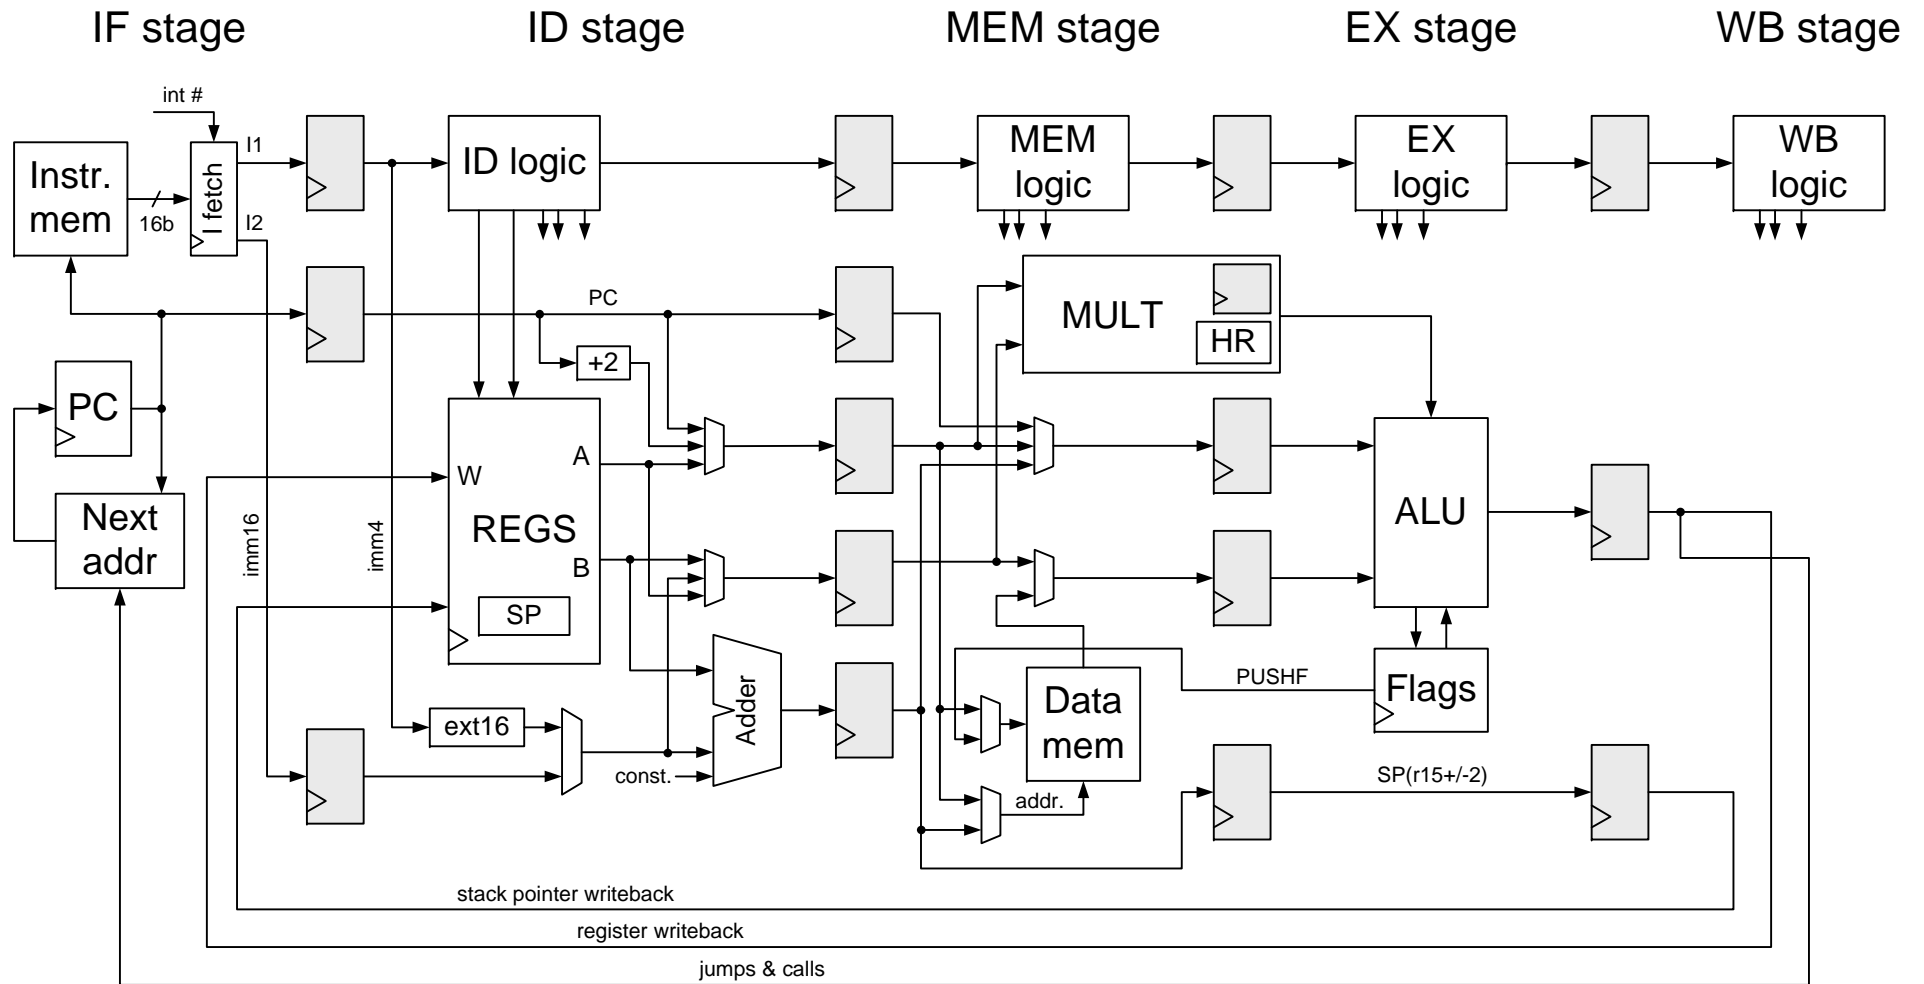 IF stage
ID stage
MEM stage
EX stage
WB stage
int #
Instr.
mem
16b
I fetch
I1
I2
ID logic
MEM
logic
EX
logic
WB
logic
PC
+2
MULT
HR
PC
Next
addr
imm16
imm4
W
A
REGS
B
SP
ALU
ext16
const.
Adder
Data
mem
addr.
PUSHF
Flags
SP(r15+/-2)
stack pointer writeback
register writeback
jumps & calls